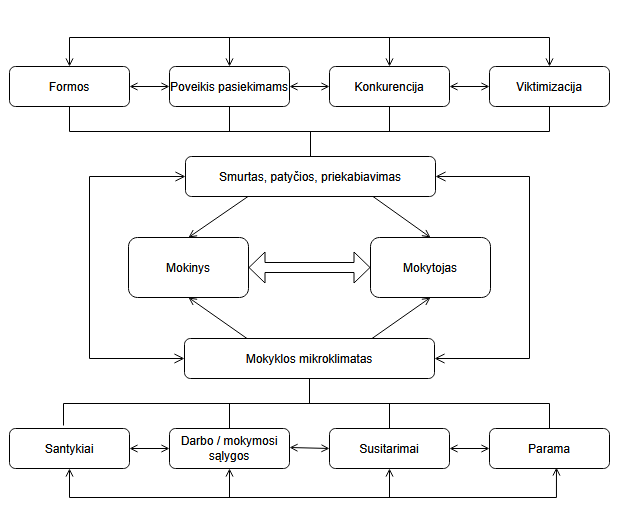 Formos
Poveikis pasiekimams
Konkurencija
Viktimizacija
Smurtas, patyčios, priekabiavimas
Mokinys
Mokytojas
Mokyklos mikroklimatas
Santykiai
Darbo / mokymosi
sąlygos
Susitarimai
Parama